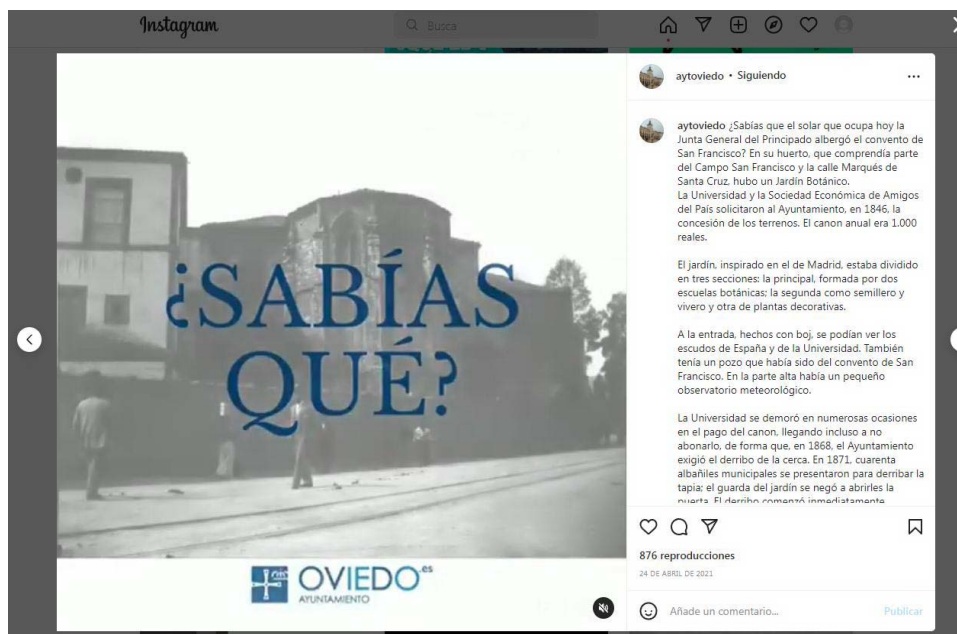 Instagram
Busca
¿SABÍAS
QUÉ?
OVIEDO.es
AYUNTAMIENTO
aytoviedo • Siguiendo
aytoviedo ¿Sabías que el solar que ocupa hoy la
Junta General del Principado albergó el convento de
San Francisco? En su huerto, que comprendía parte
del Campo San Francisco y la calle Marqués de
Santa Cruz, hubo un Jardín Botánico.
La Universidad y la Sociedad Económica de Amigos
del País solicitaron al Ayuntamiento, en 1846, la
concesión de los terrenos. El canon anual era 1.000
reales.
El jardín, inspirado en el de Madrid, estaba dividido
en tres secciones: la principal, formada por dos
escuelas botánicas; la segunda como semillero y
vivero y otra de plantas decorativas.
A la entrada, hechos con boj, se podían ver los
escudos de España y de la Universidad. También
tenía un pozo que había sido del convento de San
Francisco. En la parte alta había un pequeño
observatorio meteorológico.
La Universidad se demoró en numerosas ocasiones
en el pago del canon, llegando incluso a no
abonarlo, de forma que, en 1868, el Ayuntamiento
exigió el derribo de la cerca. En 1871, cuarenta
albañiles municipales se presentaron para derribar la
tapia; el guarda del jardín se negó a abrirles la
puerta. El derribo comenzó inmediatamente
876 reproducciones
24 DE ABRIL DE 2021
Añade un comentario...
Publicar